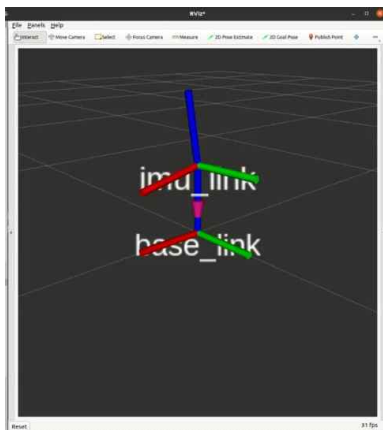 RViz*
File Panels Help
Interact Move Camera Select Focus Camera Measure 2D Pose Estimate 2D Goal Pose Publish Point
imu_link
base_link
Reset 31 fps